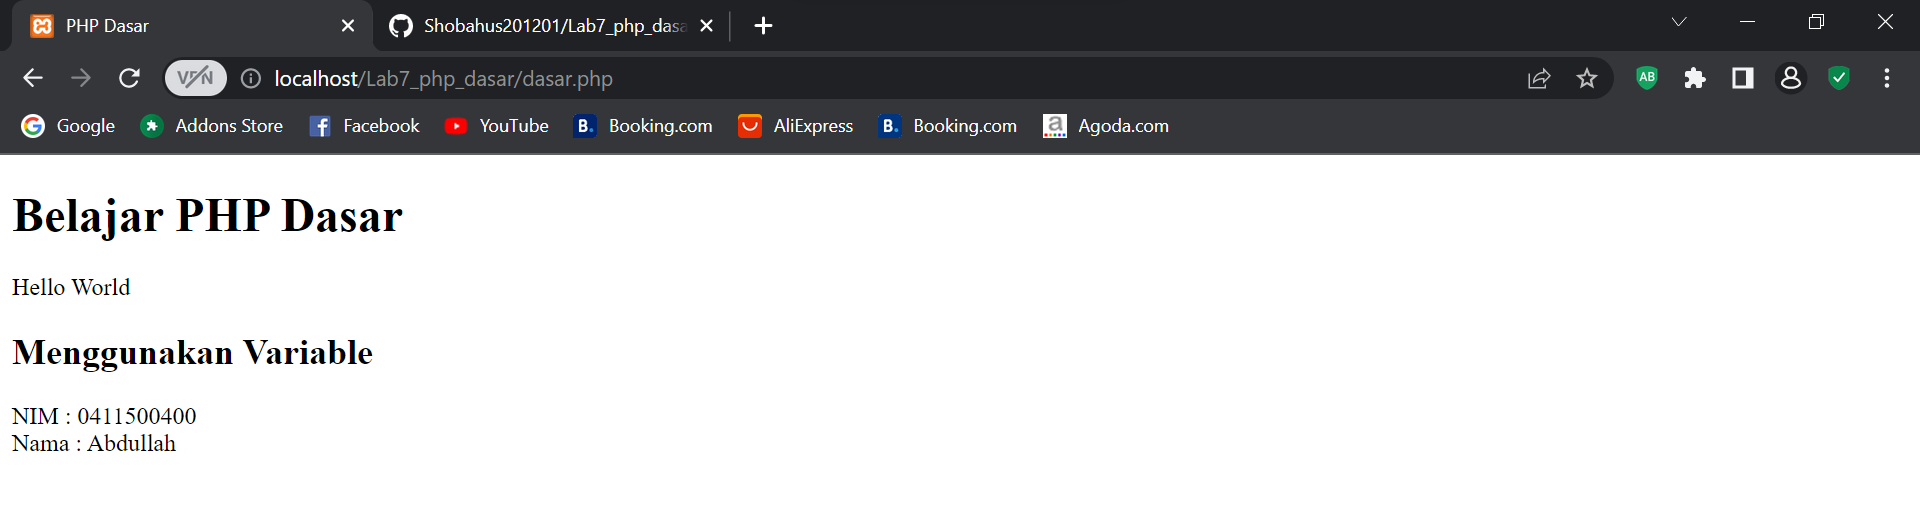 PHP Dasar
Shobahus201201/Lab7_php_dasa
VPN
localhost/Lab7_php_dasar/dasar.php
AB
Google Addons Store Facebook YouTube B. Booking.com AliExpress B. Booking.com a Agoda.com
Belajar PHP Dasar
Hello World
Menggunakan Variable
NIM : 0411500400
Nama : Abdullah